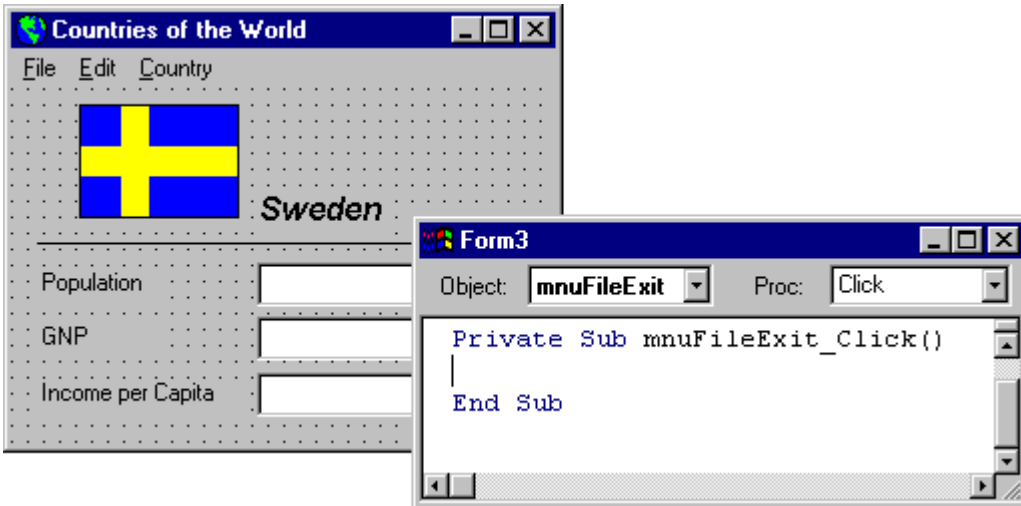 Countries of the World
File Edit Country
Sweden
Population
GNP
Income per Capita
Form3
Object: mnuFileExit Proc: Click
Private Sub mnuFileExit_Click()
End Sub